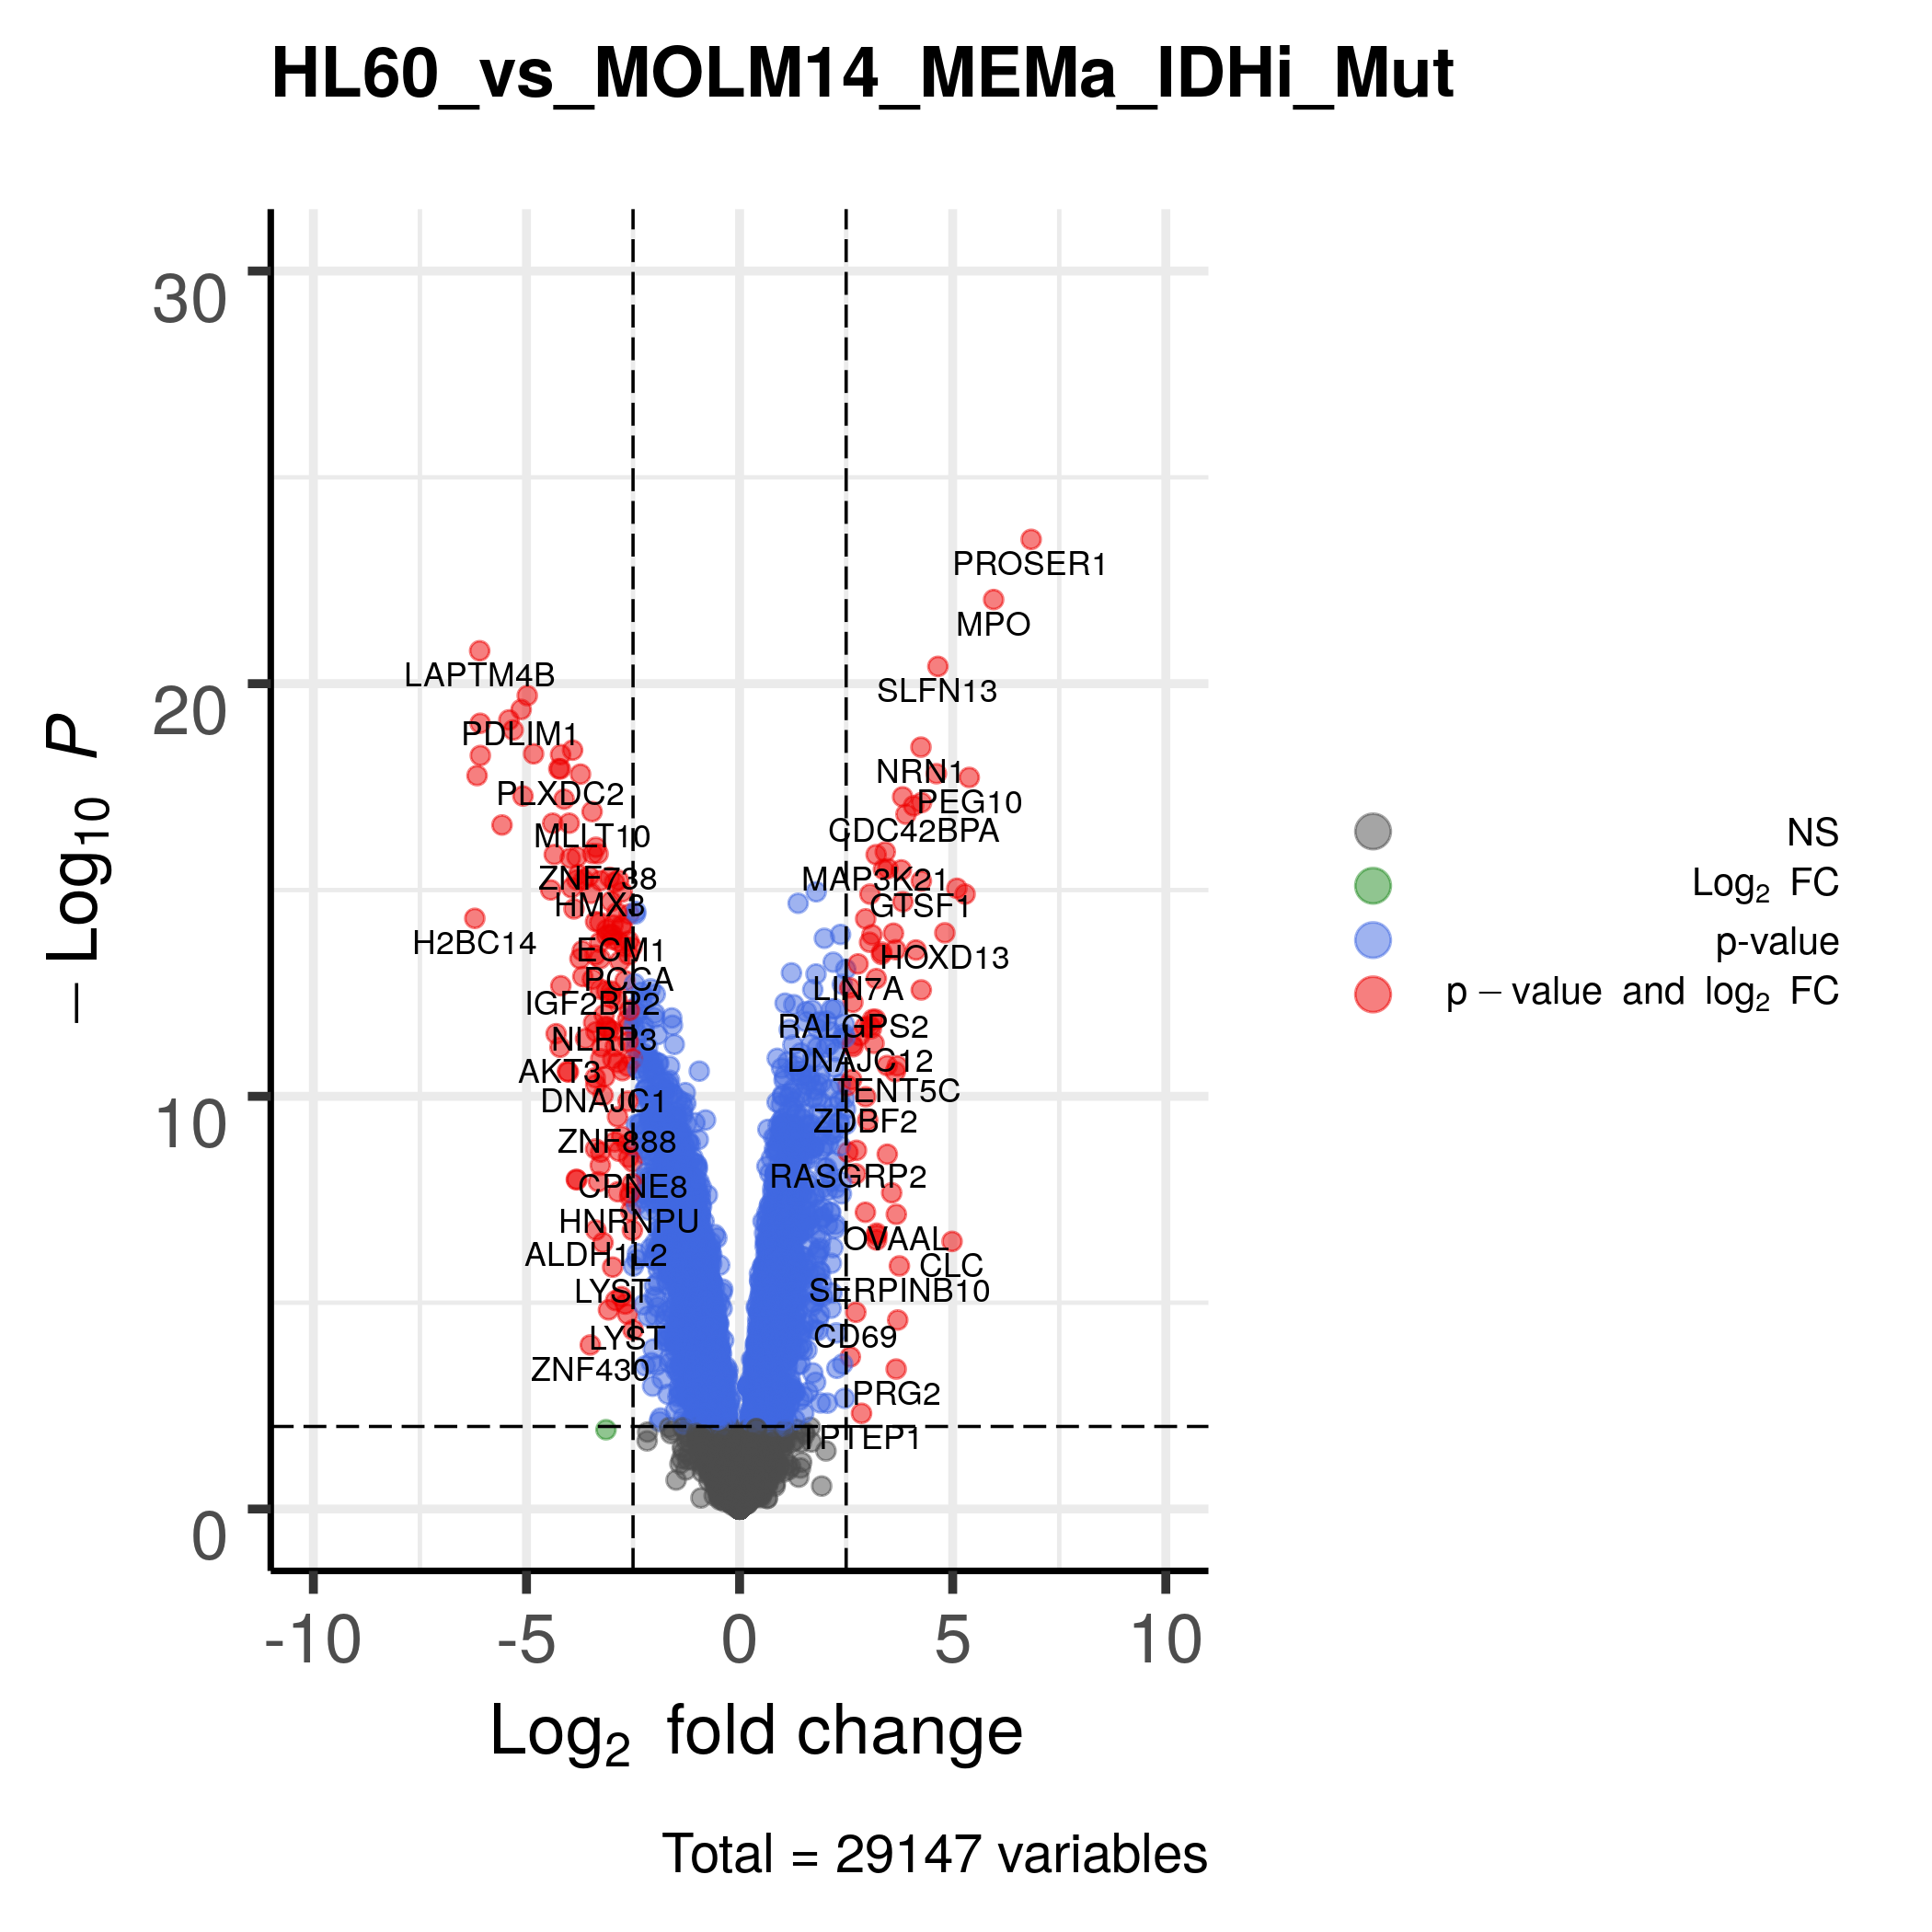 HL60_vs_MOLM14_MEMa_IDHi_Mut
30
20
10
0
-10
-5
0
5
10
− Log10 P
Log2 fold change
Total = 29147 variables
PROSER1
MPO
LAPTM4B
SLFN13
PDLIM1
NRN1
PLXDC2
PEG10
CDC42BPA
MLLT10
ZNF738
MAP3K21
HMX3
GTSF1
H2BC14
ECM1
HOXD13
PCCA
LIN7A
IGF2BP2
RALGPS2
NLRP3
DNAJC12
AKT3
TENT5C
DNAJC1
ZDBF2
ZNF888
RASGRP2
CPNE8
HNRNPU
OVAAL
ALDH1L2
CLC
LYST
SERPINB10
LYST
CD69
ZNF430
PRG2
TPTEP1
NS
Log2 FC
p-value
p − value and log2 FC